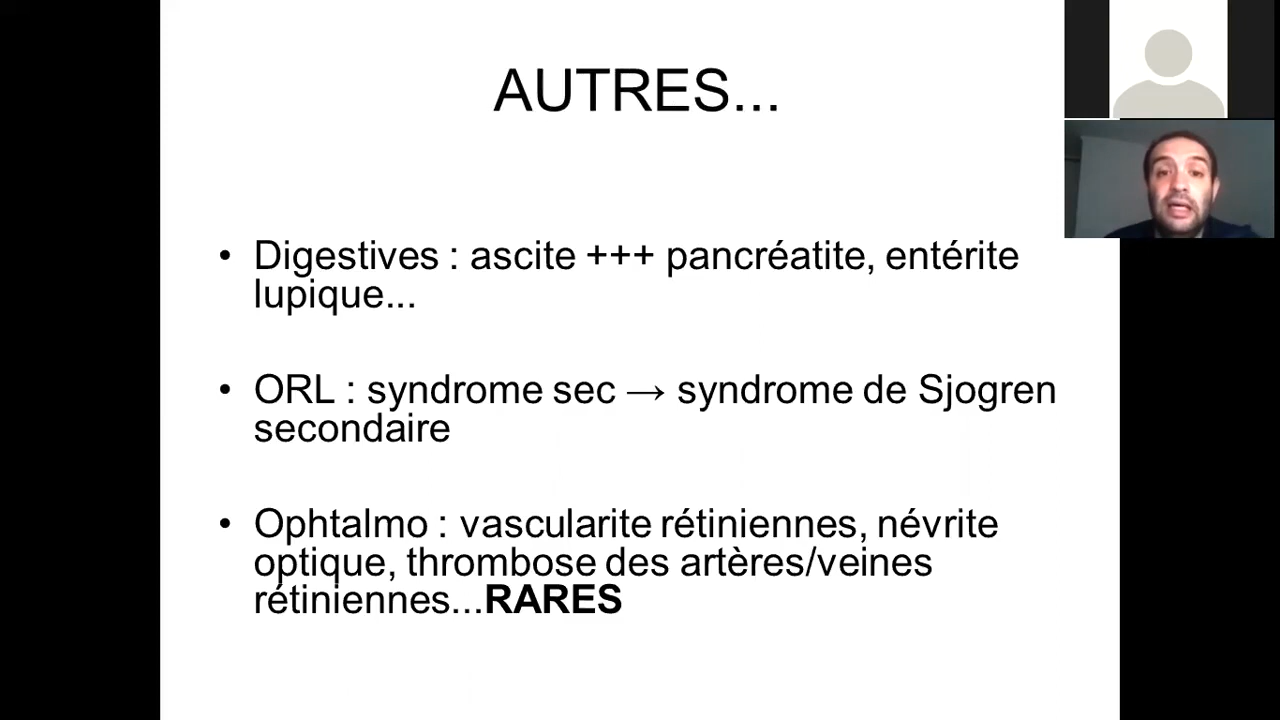 AUTRES...
• Digestives : ascite +++ pancréatite, entérite
lupique...
• ORL : syndrome sec → syndrome de Sjogren
secondaire
• Ophtalmo : vascularite rétiniennes, névrite
optique, thrombose des artères/veines
rétiniennes...RARES